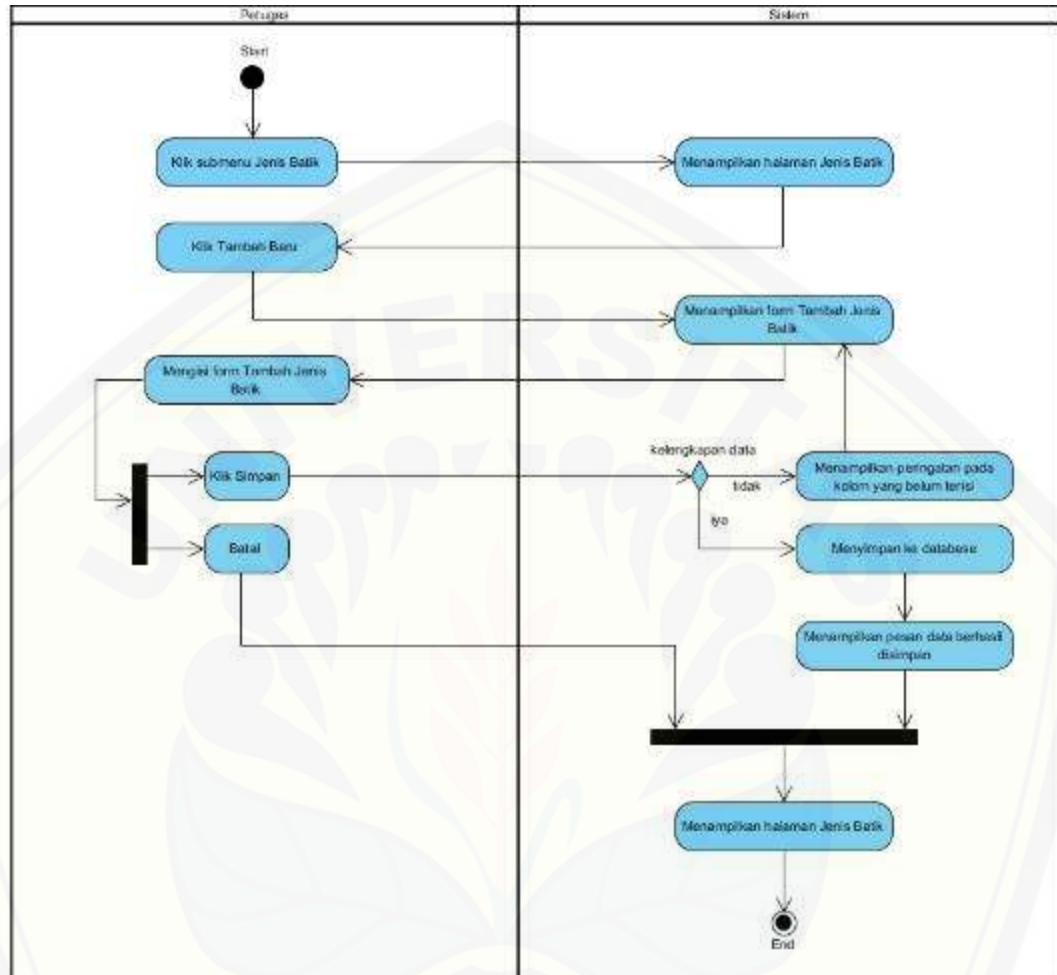 Petugas
Sistem
Start
Klik submenu Jenis Batik
Menampilkan halaman Jenis Batik
Klik Tambah Baru
Menampilkan form Tambah Jenis
Batik
Mengisi form Tambah Jenis
Batik
kelengkapan data
Klik Simpan
tidak
Menampilkan peringatan pada
kolom yang belum terisi
iya
Batal
Menyimpan ke database
Menampilkan pesan data berhasil
disimpan
Menampilkan halaman Jenis Batik
End
UNIVERSITAS